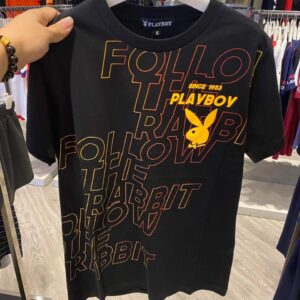 PLAYBOY
S
FOLLOW
THE
RABBIT
FOLLOW
THE
RABBIT
FOLLOW
THE
RABBIT
SINCE 1953
PLAYBOY